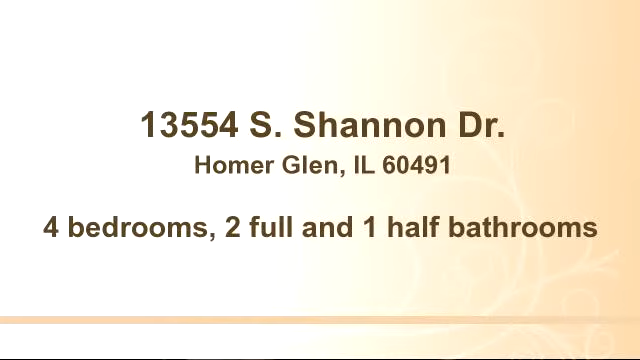 13554 S. Shannon Dr.
Homer Glen, IL 60491
4 bedrooms, 2 full and 1 half bathrooms